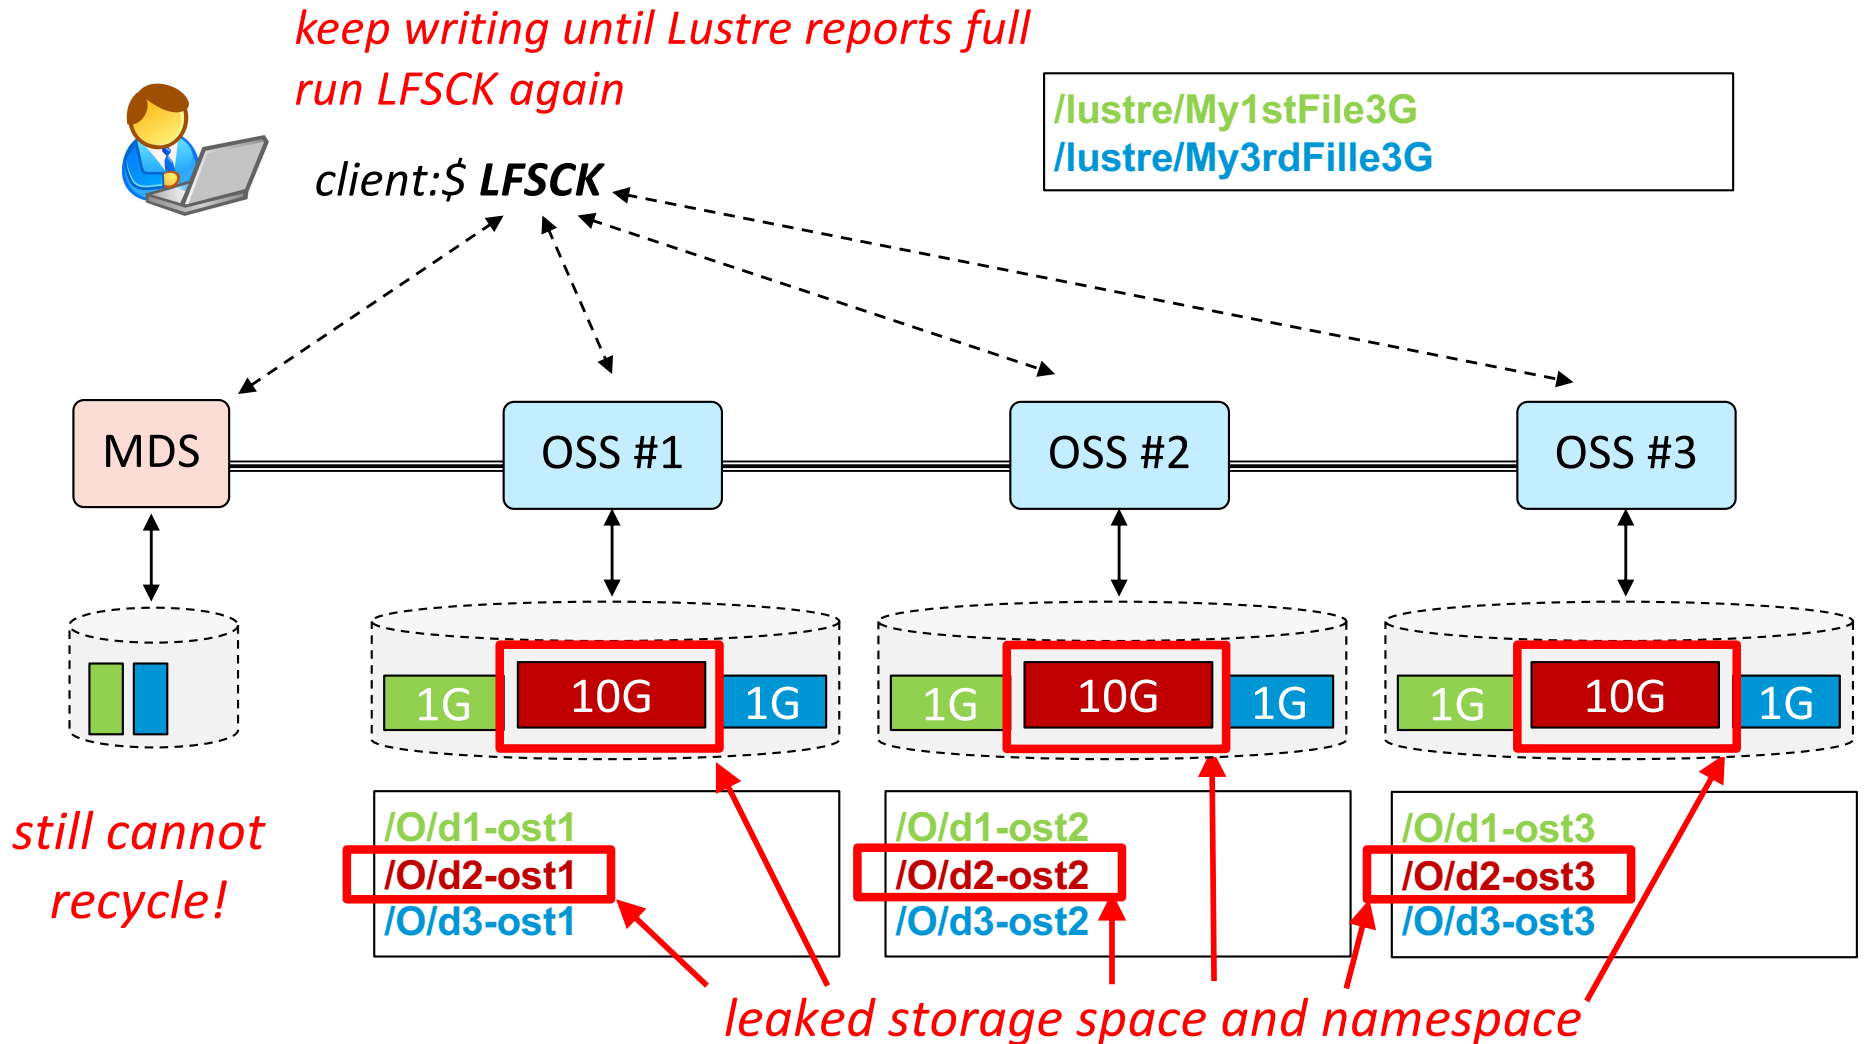 keep writing until Lustre reports full
run LFSCK again
client:$ LFSCK
/lustre/My1stFile3G
/lustre/My3rdFille3G
MDS
OSS #1
OSS #2
OSS #3
1G
10G
1G
1G
10G
1G
1G
10G
1G
still cannot
recycle!
/O/d1-ost1
/O/d2-ost1
/O/d3-ost1
/O/d1-ost2
/O/d2-ost2
/O/d3-ost2
/O/d1-ost3
/O/d2-ost3
/O/d3-ost3
leaked storage space and namespace